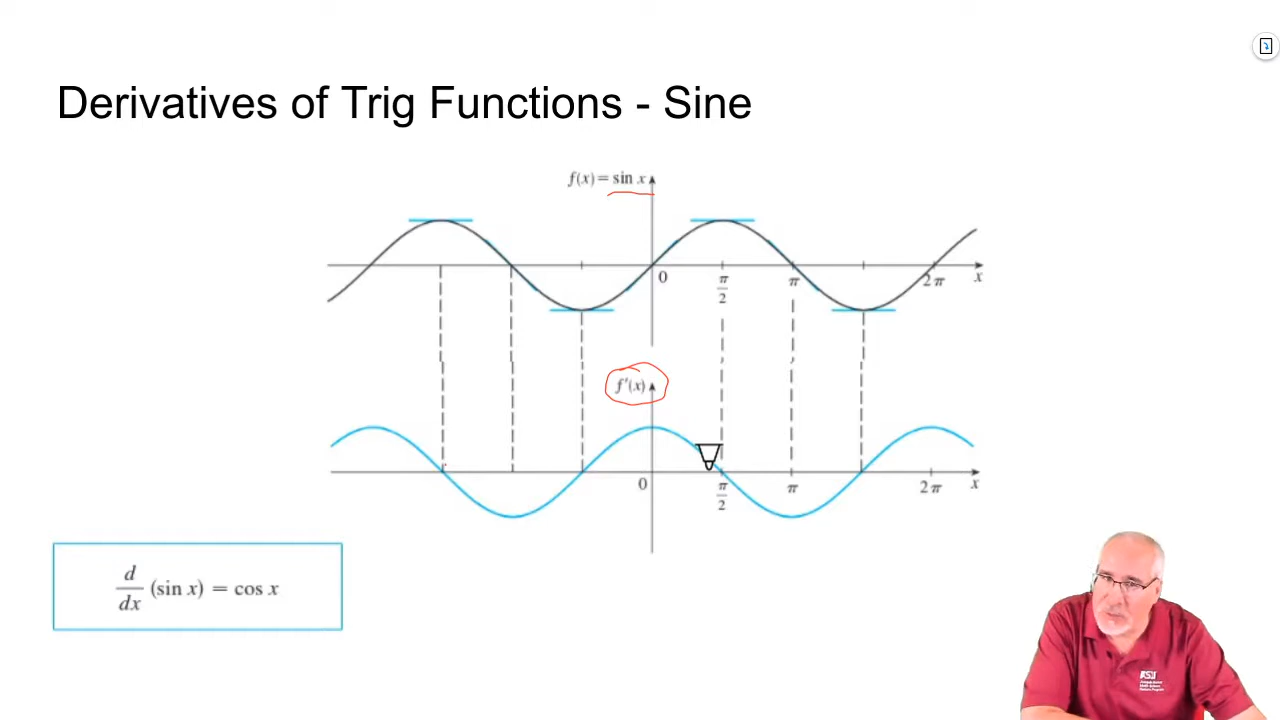 Derivatives of Trig Functions - Sine
f(x) = sin x
0
π/2
π
2π
x
f'(x)
0
π/2
π
2π
x
d/dx (sin x) = cos x